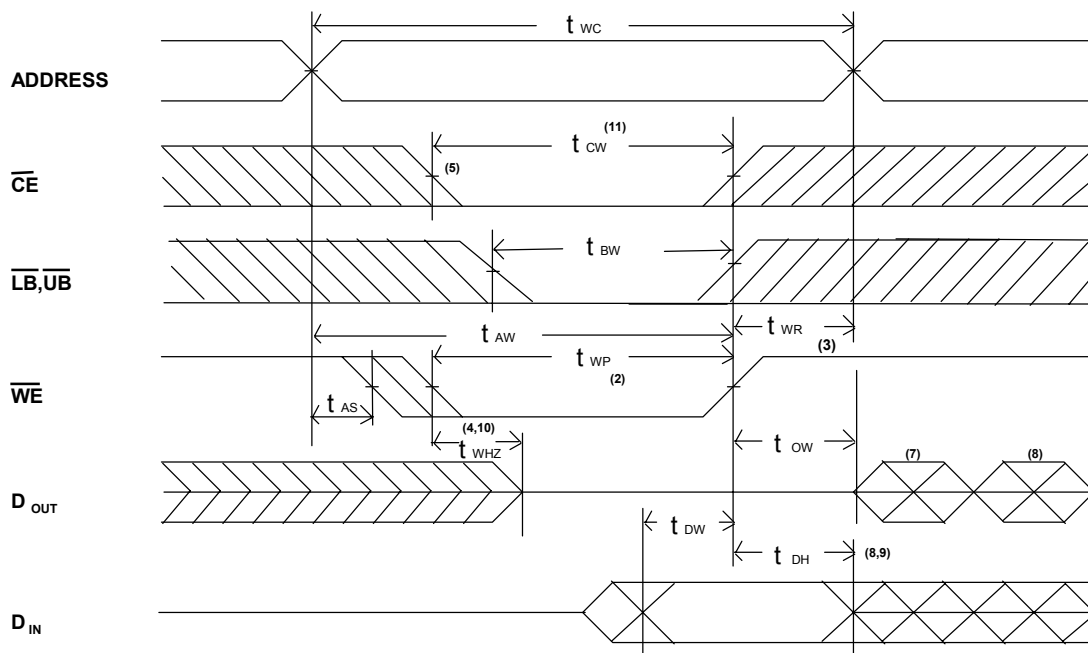 t WC
ADDRESS
t CW (11)
CE (5)
t BW
LB,UB
t AW
t WR
t WP (2)
(3)
WE
t AS
(4,10)
t WHZ
t OW
(7)
(8)
D OUT
t DW
t DH
(8,9)
D IN